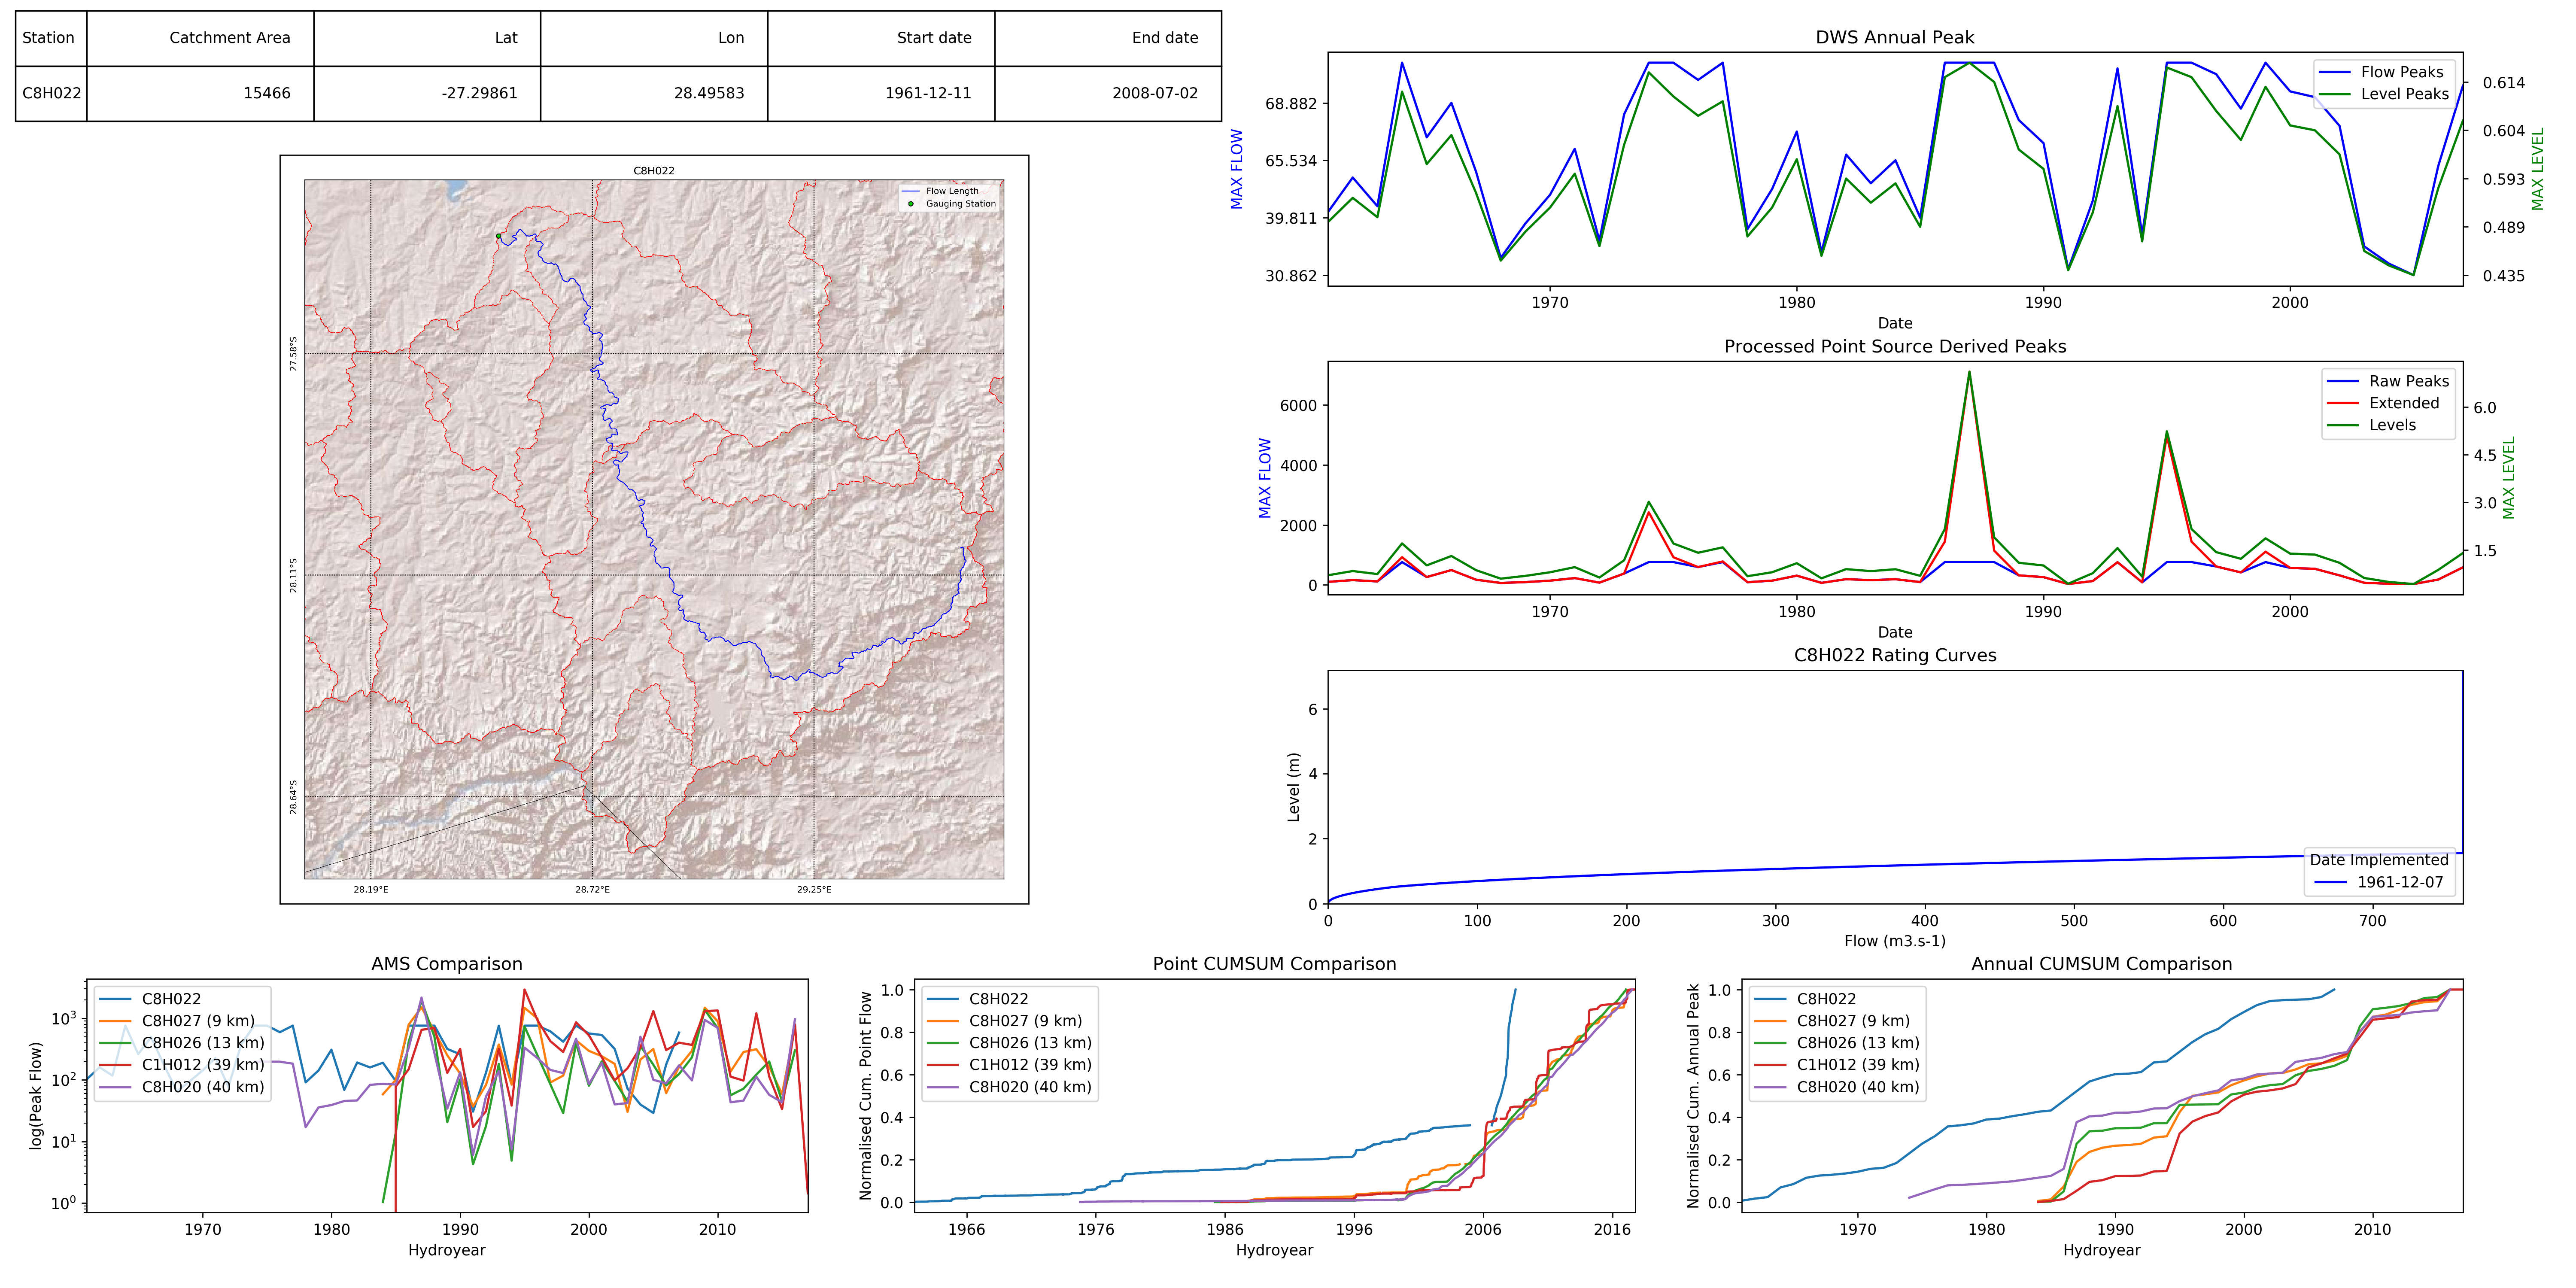 Station Catchment Area Lat Lon Start date End date
C8H022 15466 -27.29861 28.49583 1961-12-11 2008-07-02
C8H022
Flow Length
Gauging Station
27.58°S
28.11°S
28.64°S
28.19°E 28.72°E 29.25°E
DWS Annual Peak
Flow Peaks
Level Peaks
MAX FLOW
68.882
65.534
39.811
30.862
0.614
0.604
0.593
0.489
0.435
MAX LEVEL
1970 1980 1990 2000
Date
Processed Point Source Derived Peaks
Raw Peaks
Extended
Levels
MAX FLOW
6000
4000
2000
0
6.0
4.5
3.0
1.5
MAX LEVEL
1970 1980 1990 2000
Date
C8H022 Rating Curves
Level (m)
6
4
2
0
Date Implemented
1961-12-07
0 100 200 300 400 500 600 700
Flow (m3.s-1)
AMS Comparison
C8H022
C8H027 (9 km)
C8H026 (13 km)
C1H012 (39 km)
C8H020 (40 km)
log(Peak Flow)
10³
10²
10¹
10⁰
1970 1980 1990 2000 2010
Hydroyear
Point CUMSUM Comparison
C8H022
C8H027 (9 km)
C8H026 (13 km)
C1H012 (39 km)
C8H020 (40 km)
Normalised Cum. Point Flow
1.0
0.8
0.6
0.4
0.2
0.0
1966 1976 1986 1996 2006 2016
Hydroyear
Annual CUMSUM Comparison
C8H022
C8H027 (9 km)
C8H026 (13 km)
C1H012 (39 km)
C8H020 (40 km)
Normalised Cum. Annual Peak
1.0
0.8
0.6
0.4
0.2
0.0
1970 1980 1990 2000 2010
Hydroyear